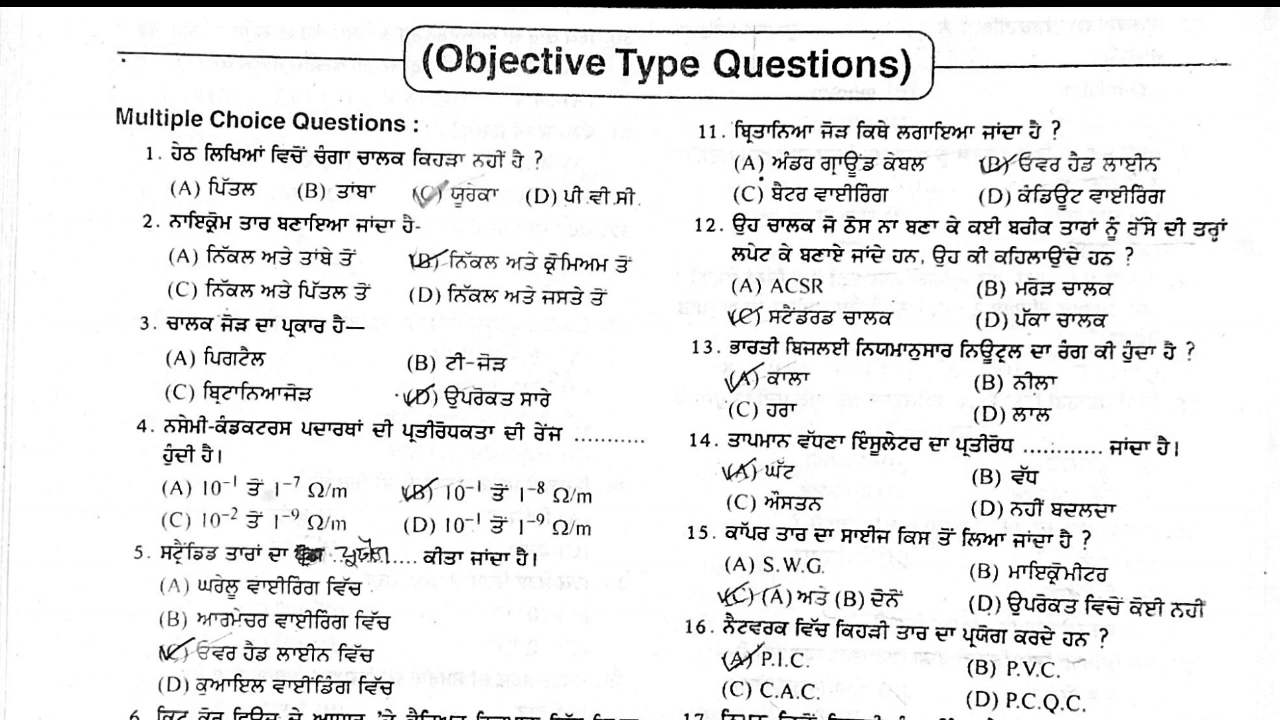 (Objective Type Questions)
Multiple Choice Questions :
1. ਹੇਠ ਲਿਖਿਆਂ ਵਿਚੋਂ ਚੰਗਾ ਚਾਲਕ ਕਿਹੜਾ ਨਹੀਂ ਹੈ ?
(A) ਪਿੱਤਲ (B) ਤਾਂਬਾ (C) ਯੂਰੇਕਾ (D) ਪੀ.ਵੀ.ਸੀ.
2. ਨਾਇਕ੍ਰੋਮ ਤਾਰ ਬਣਾਇਆ ਜਾਂਦਾ ਹੈ-
(A) ਨਿੱਕਲ ਅਤੇ ਤਾਂਬੇ ਤੋਂ (B) ਨਿੱਕਲ ਅਤੇ ਕ੍ਰੋਮਿਅਮ ਤੋਂ
(C) ਨਿੱਕਲ ਅਤੇ ਪਿੱਤਲ ਤੋਂ (D) ਨਿੱਕਲ ਅਤੇ ਜਸਤੇ ਤੋਂ
3. ਚਾਲਕ ਜੋੜ ਦਾ ਪ੍ਰਕਾਰ ਹੈ—
(A) ਪਿਗਟੈਲ (B) ਟੀ-ਜੋੜ
(C) ਬ੍ਰਿਟਾਨਿਆਜੋੜ (D) ਉਪਰੋਕਤ ਸਾਰੇ
4. ਨਸੇਮੀ-ਕੰਡਕਟਰਸ ਪਦਾਰਥਾਂ ਦੀ ਪ੍ਰਤੀਰੋਧਕਤਾ ਦੀ ਰੇਂਜ ...........
ਹੁੰਦੀ ਹੈ।
(A) 10⁻¹ ਤੋਂ 1⁻⁷ Ω/m (B) 10⁻¹ ਤੋਂ 1⁻⁸ Ω/m
(C) 10⁻² ਤੋਂ 1⁻⁹ Ω/m (D) 10⁻¹ ਤੋਂ 1⁻⁹ Ω/m
5. ਸਟ੍ਰੈਂਡਿਡ ਤਾਰਾਂ ਦਾ ਪ੍ਰਯੋਗ .... ਕੀਤਾ ਜਾਂਦਾ ਹੈ।
(A) ਘਰੇਲੂ ਵਾਈਰਿੰਗ ਵਿੱਚ
(B) ਆਰਮੇਚਰ ਵਾਈਰਿੰਗ ਵਿੱਚ
(C) ਓਵਰ ਹੈਡ ਲਾਈਨ ਵਿੱਚ
(D) ਕੁਆਇਲ ਵਾਈਡਿੰਗ ਵਿੱਚ
11. ਬ੍ਰਿਤਾਨਿਆ ਜੋੜ ਕਿਥੇ ਲਗਾਇਆ ਜਾਂਦਾ ਹੈ ?
(A) ਅੰਡਰ ਗ੍ਰਾਊਂਡ ਕੇਬਲ (B) ਓਵਰ ਹੈਡ ਲਾਈਨ
(C) ਬੈਟਰ ਵਾਈਰਿੰਗ (D) ਕੰਡਿਊਟ ਵਾਈਰਿੰਗ
12. ਉਹ ਚਾਲਕ ਜੋ ਠੋਸ ਨਾ ਬਣਾ ਕੇ ਕਈ ਬਰੀਕ ਤਾਰਾਂ ਨੂੰ ਰੱਸੇ ਦੀ ਤਰ੍ਹਾਂ
ਲਪੇਟ ਕੇ ਬਣਾਏ ਜਾਂਦੇ ਹਨ, ਉਹ ਕੀ ਕਹਿਲਾਉਂਦੇ ਹਨ ?
(A) ACSR (B) ਮਰੋੜ ਚਾਲਕ
(C) ਸਟੈਂਡਰਡ ਚਾਲਕ (D) ਪੱਕਾ ਚਾਲਕ
13. ਭਾਰਤੀ ਬਿਜਲਈ ਨਿਯਮਾਨੁਸਾਰ ਨਿਊਟ੍ਰਲ ਦਾ ਰੰਗ ਕੀ ਹੁੰਦਾ ਹੈ ?
(A) ਕਾਲਾ (B) ਨੀਲਾ
(C) ਹਰਾ (D) ਲਾਲ
14. ਤਾਪਮਾਨ ਵੱਧਣਾ ਇੰਸੂਲੇਟਰ ਦਾ ਪ੍ਰਤੀਰੋਧ ............ ਜਾਂਦਾ ਹੈ।
(A) ਘੱਟ (B) ਵੱਧ
(C) ਔਸਤਨ (D) ਨਹੀਂ ਬਦਲਦਾ
15. ਕਾੱਪਰ ਤਾਰ ਦਾ ਸਾਈਜ ਕਿਸ ਤੋਂ ਲਿਆ ਜਾਂਦਾ ਹੈ ?
(A) S.W.G. (B) ਮਾਇਕ੍ਰੋਮੀਟਰ
(C) (A) ਅਤੇ (B) ਦੋਨੋਂ (D) ਉਪਰੋਕਤ ਵਿਚੋਂ ਕੋਈ ਨਹੀਂ
16. ਨੈਟਵਰਕ ਵਿੱਚ ਕਿਹੜੀ ਤਾਰ ਦਾ ਪ੍ਰਯੋਗ ਕਰਦੇ ਹਨ ?
(A) P.I.C. (B) P.V.C.
(C) C.A.C. (D) P.C.Q.C.